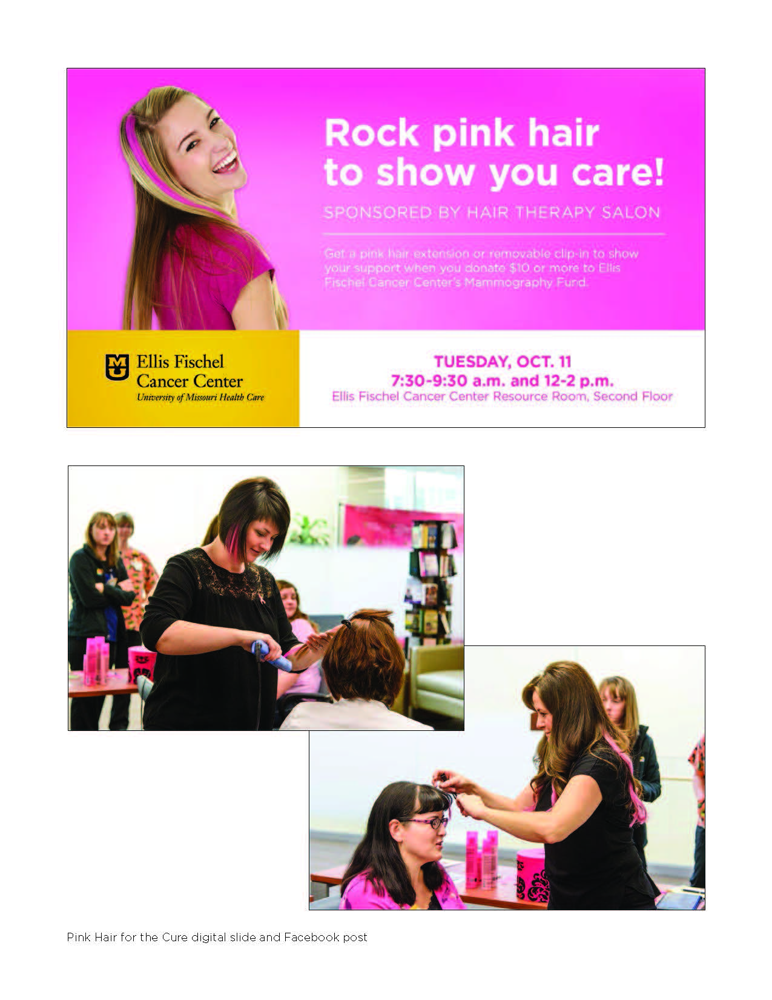 Rock pink hair
to show you care!
SPONSORED BY HAIR THERAPY SALON
Get a pink hair extension or removable clip-in to show
your support when you donate $10 or more to Ellis
Fischel Cancer Center's Mammography Fund.
MU
Ellis Fischel
Cancer Center
University of Missouri Health Care
TUESDAY, OCT. 11
7:30-9:30 a.m. and 12-2 p.m.
Ellis Fischel Cancer Center Resource Room, Second Floor
Pink Hair for the Cure digital slide and Facebook post